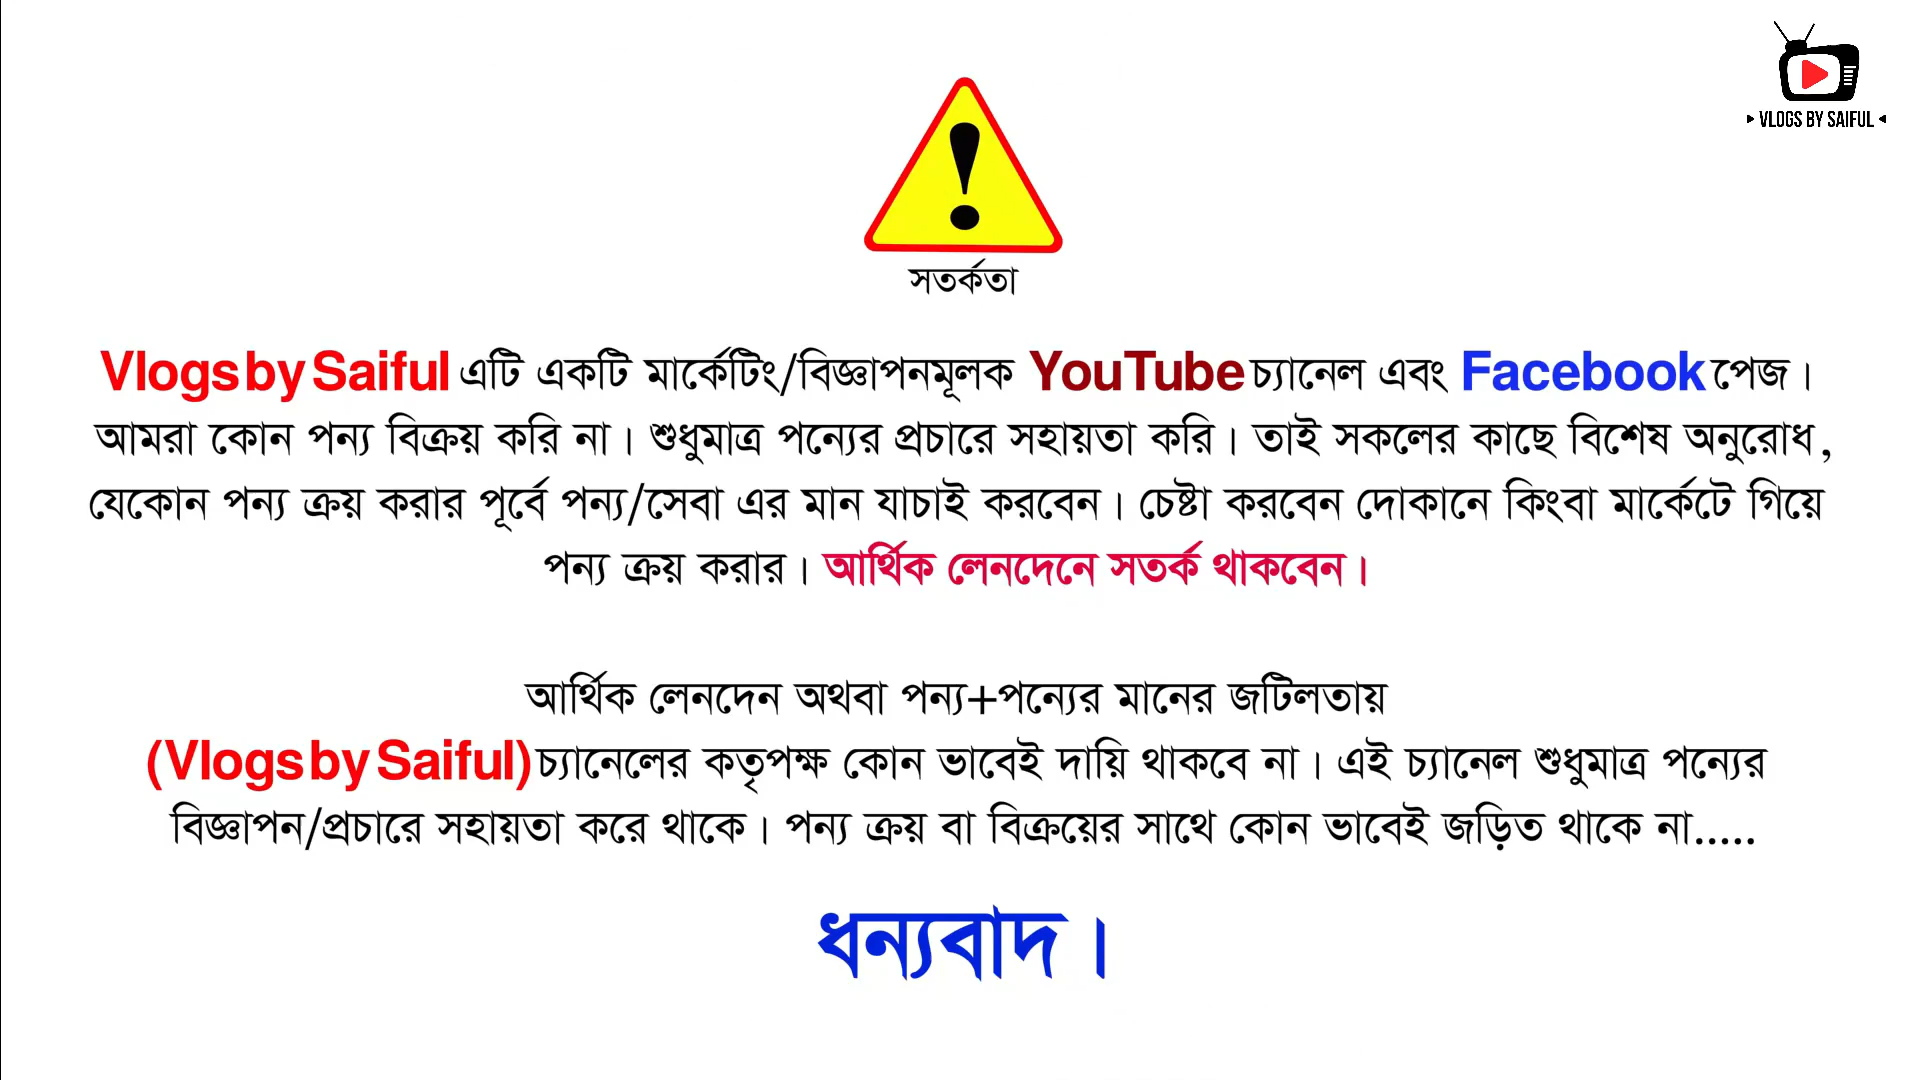 VLOGS BY SAIFUL
সতর্কতা
Vlogs by Saiful এটি একটি মার্কেটিং/বিজ্ঞাপনমূলক YouTube চ্যানেল এবং Facebook পেজ।
আমরা কোন পন্য বিক্রয় করি না। শুধুমাত্র পন্যের প্রচারে সহায়তা করি। তাই সকলের কাছে বিশেষ অনুরোধ,
যেকোন পন্য ক্রয় করার পূর্বে পন্য/সেবা এর মান যাচাই করবেন। চেষ্টা করবেন দোকানে কিংবা মার্কেটে গিয়ে
পন্য ক্রয় করার। আর্থিক লেনদেনে সতর্ক থাকবেন।
আর্থিক লেনদেন অথবা পন্য+পন্যের মানের জটিলতায়
(Vlogs by Saiful) চ্যানেলের কতৃপক্ষ কোন ভাবেই দায়ি থাকবে না। এই চ্যানেল শুধুমাত্র পন্যের
বিজ্ঞাপন/প্রচারে সহায়তা করে থাকে। পন্য ক্রয় বা বিক্রয়ের সাথে কোন ভাবেই জড়িত থাকে না.....
ধন্যবাদ।